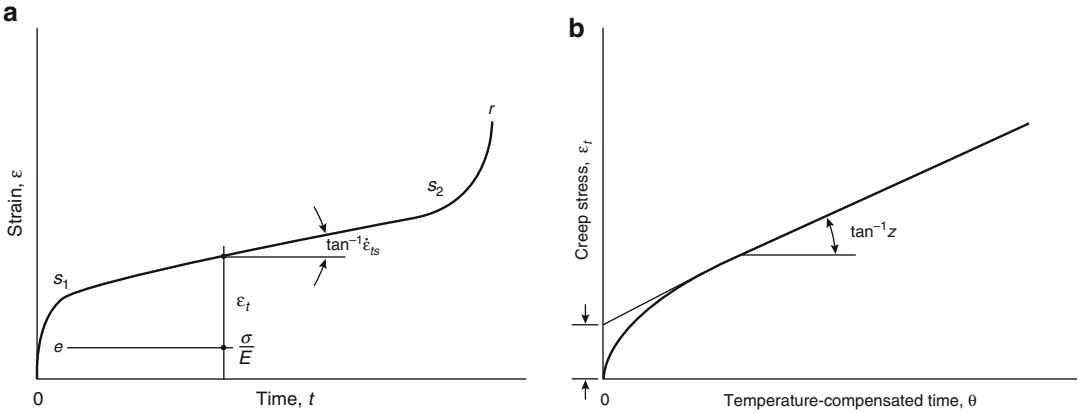 a
Strain, ε
r
s₂
s₁
tan⁻¹ε̇ₜₛ
εₜ
e
σ
E
0
Time, t
b
Creep stress, εₜ
tan⁻¹z
0
Temperature-compensated time, θ